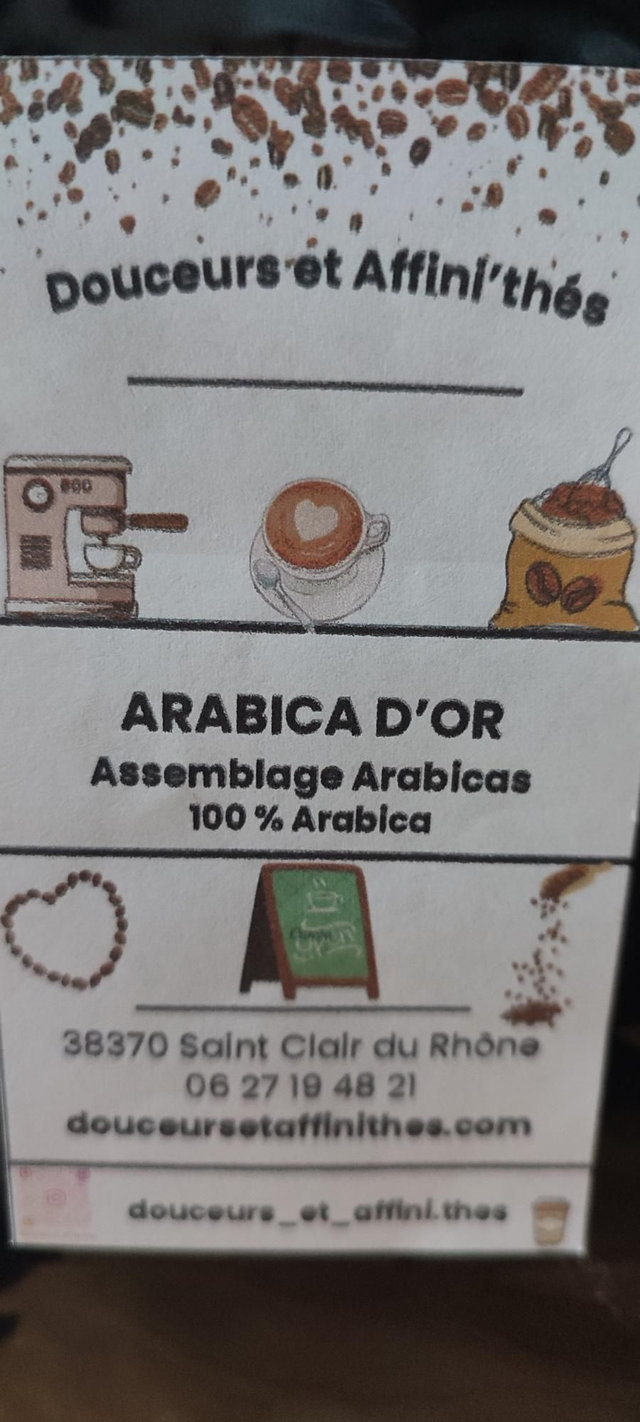 Douceurs et Affini'thés
ARABICA D'OR
Assemblage Arabicas
100 % Arabica
38370 Saint Clair du Rhône
06 27 19 48 21
douceursetaffinithes.com
douceurs_et_affini.thes